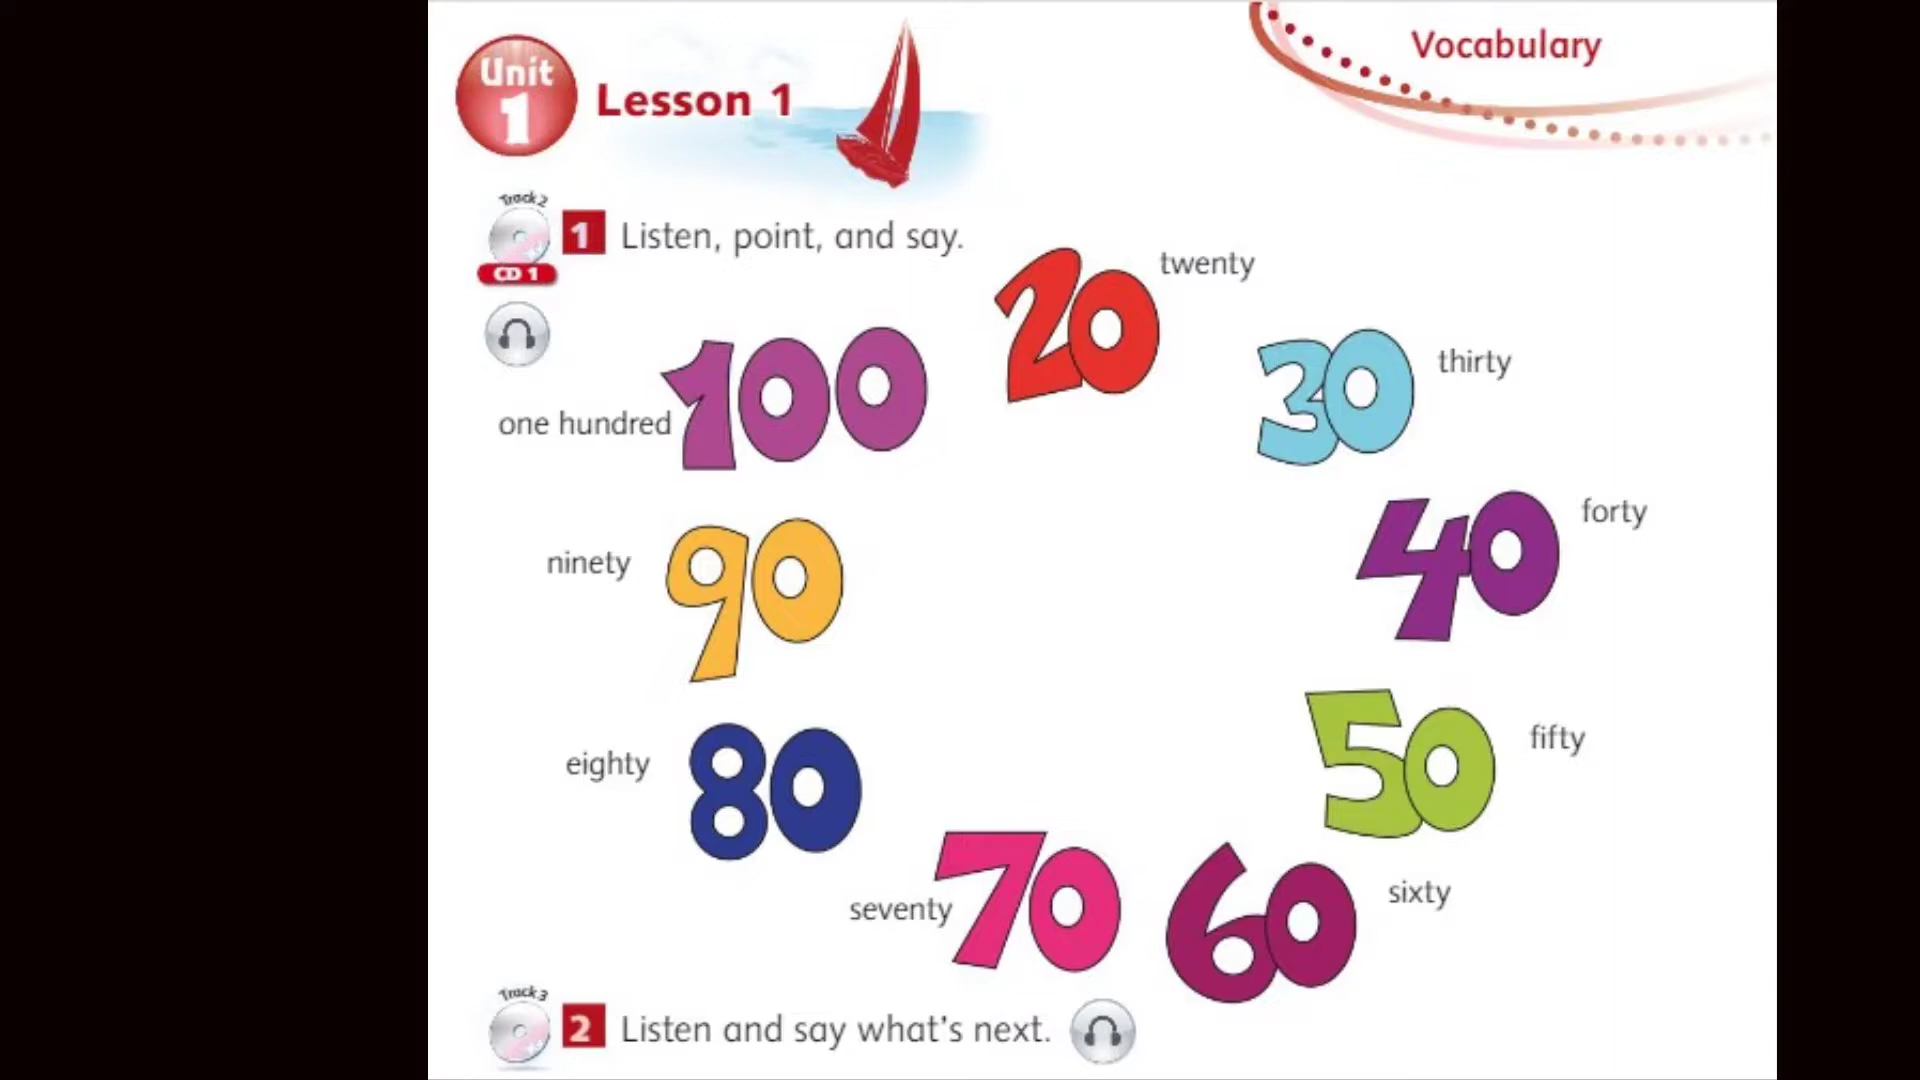 Unit
1
Lesson 1
Vocabulary
Track 2
CD 1
1 Listen, point, and say.
20 twenty
30 thirty
40 forty
50 fifty
60 sixty
seventy 70
eighty 80
ninety 90
one hundred 100
Track 3
2 Listen and say what's next.